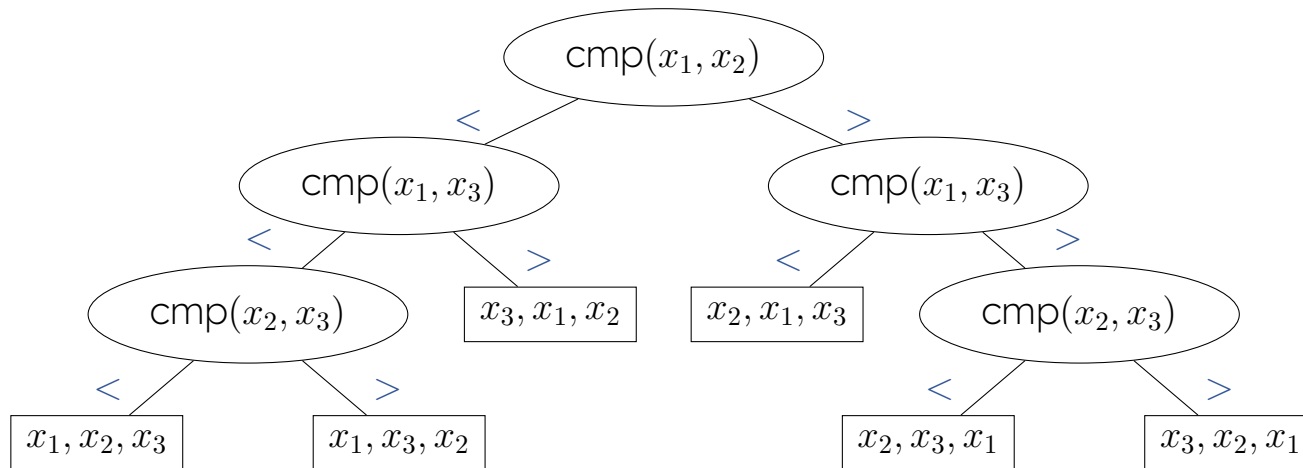 cmp(x₁, x₂)
< >
cmp(x₁, x₃) cmp(x₁, x₃)
< > < >
cmp(x₂, x₃) x₃, x₁, x₂ x₂, x₁, x₃ cmp(x₂, x₃)
< > < >
x₁, x₂, x₃ x₁, x₃, x₂ x₂, x₃, x₁ x₃, x₂, x₁